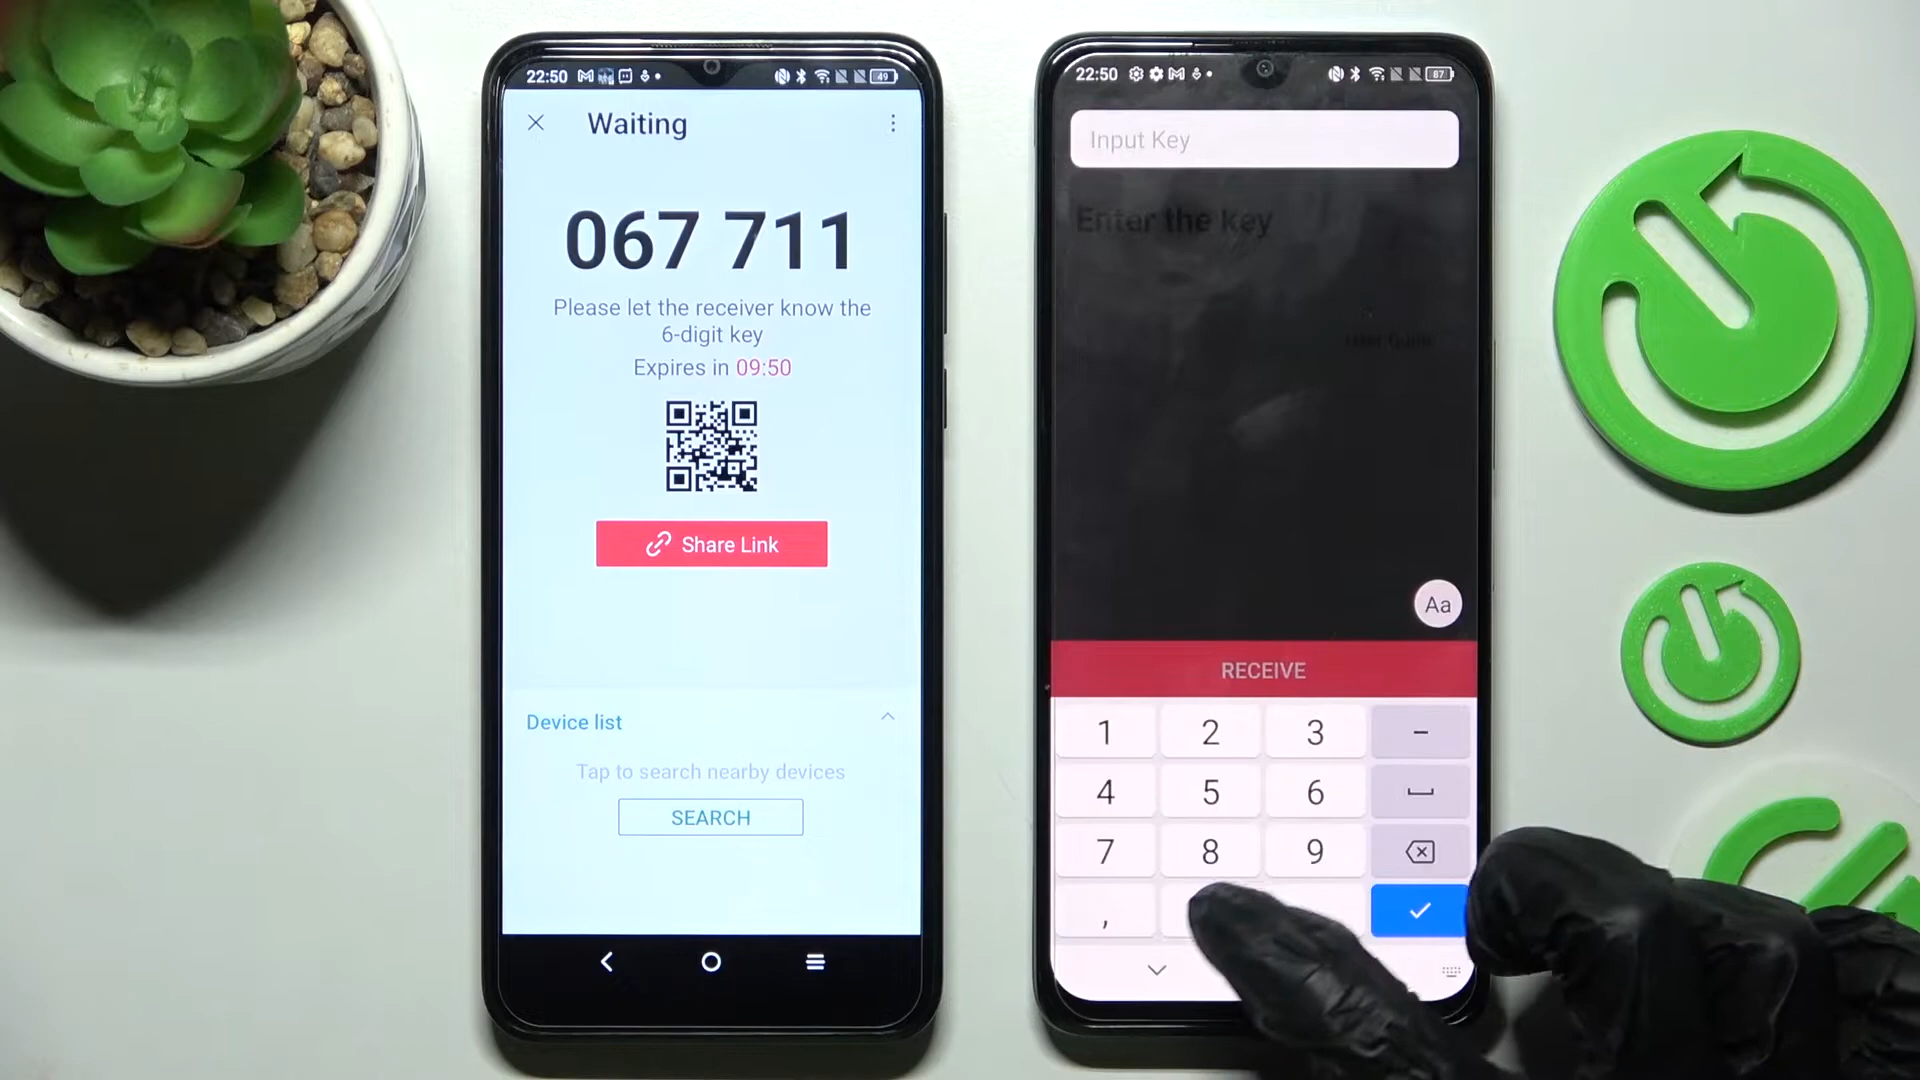 22:50
49
Waiting
067 711
Please let the receiver know the
6-digit key
Expires in 09:50
Share Link
Device list
Tap to search nearby devices
SEARCH
22:50
87
Input Key
Enter the key
Aa
RECEIVE
1 2 3 -
4 5 6
7 8 9
,